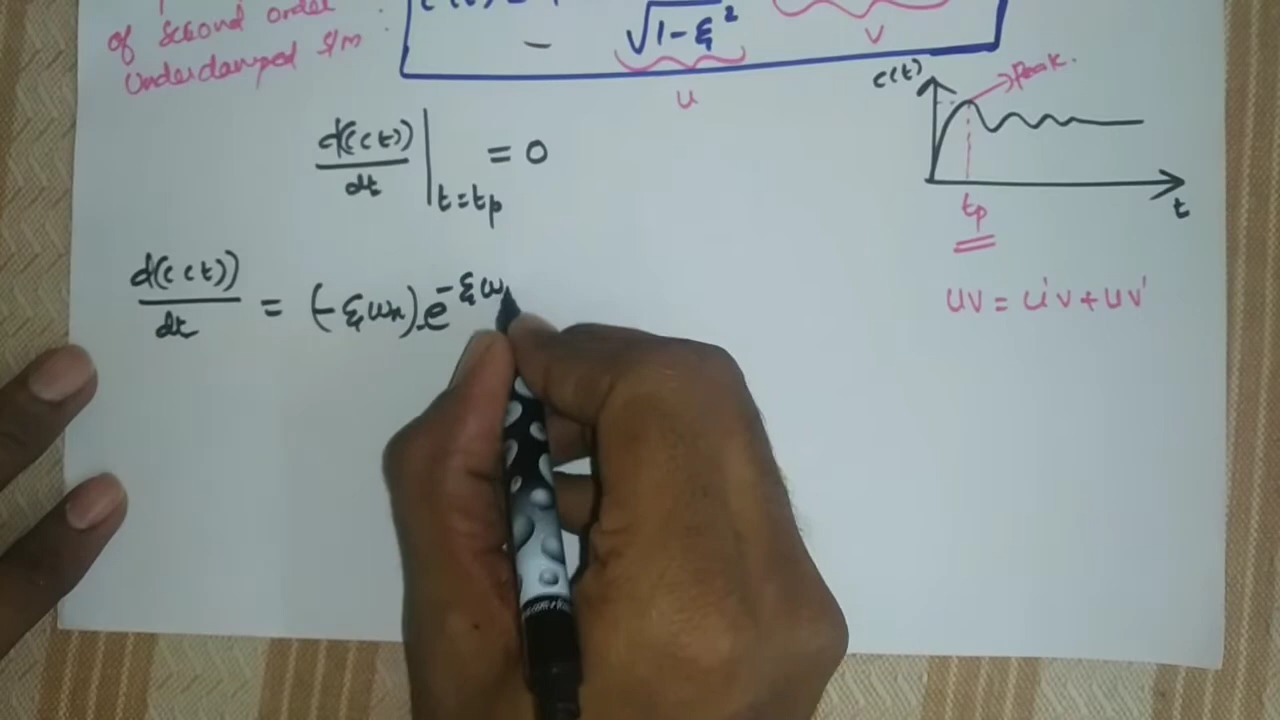 of second order
Underdamped s/m :
√1-ξ²
u
v
c(t)
Peak.
t
tp
d(c(t))/dt | t=tp = 0
d(c(t))/dt = (-ξωn).e^-ξω
uv = u'v+uv'